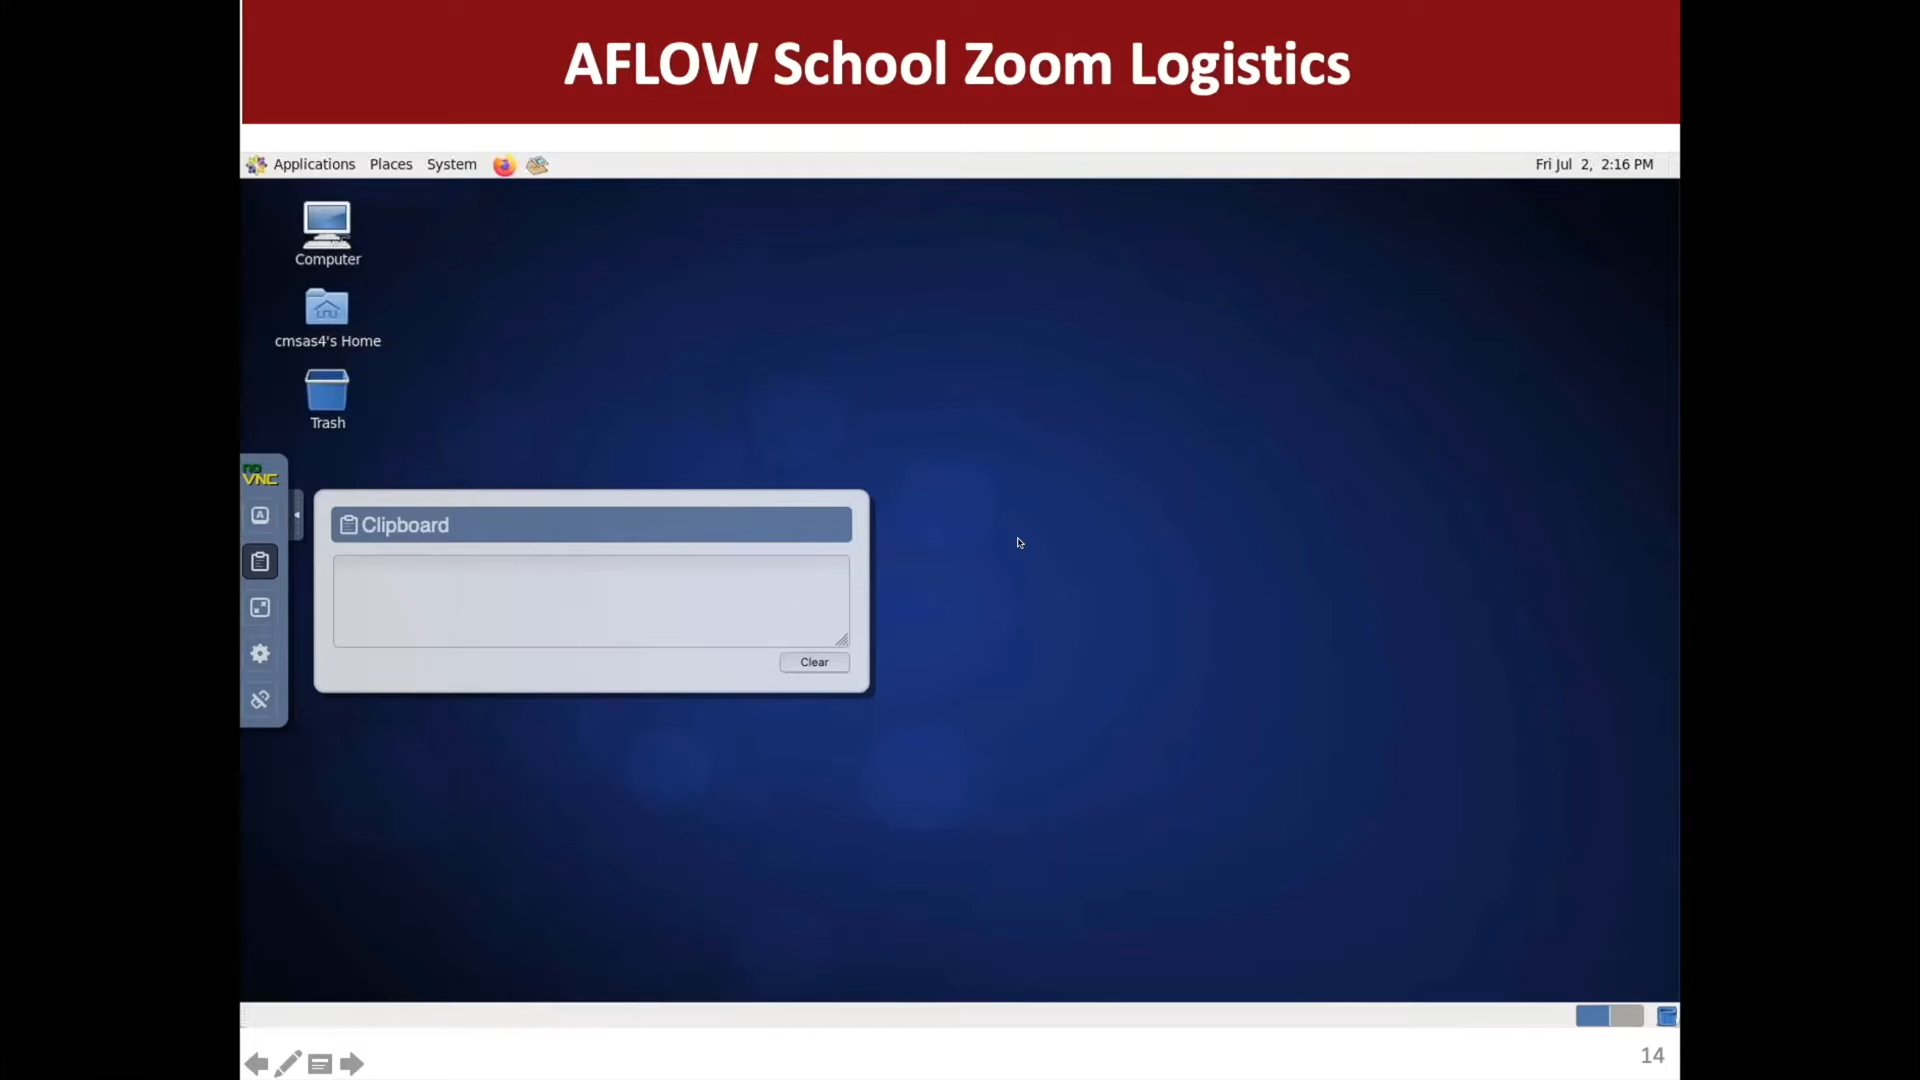 AFLOW School Zoom Logistics
Applications Places System Fri Jul 2, 2:16 PM
Computer
cmsas4's Home
Trash
no
VNC
A
Clipboard
Clear
14